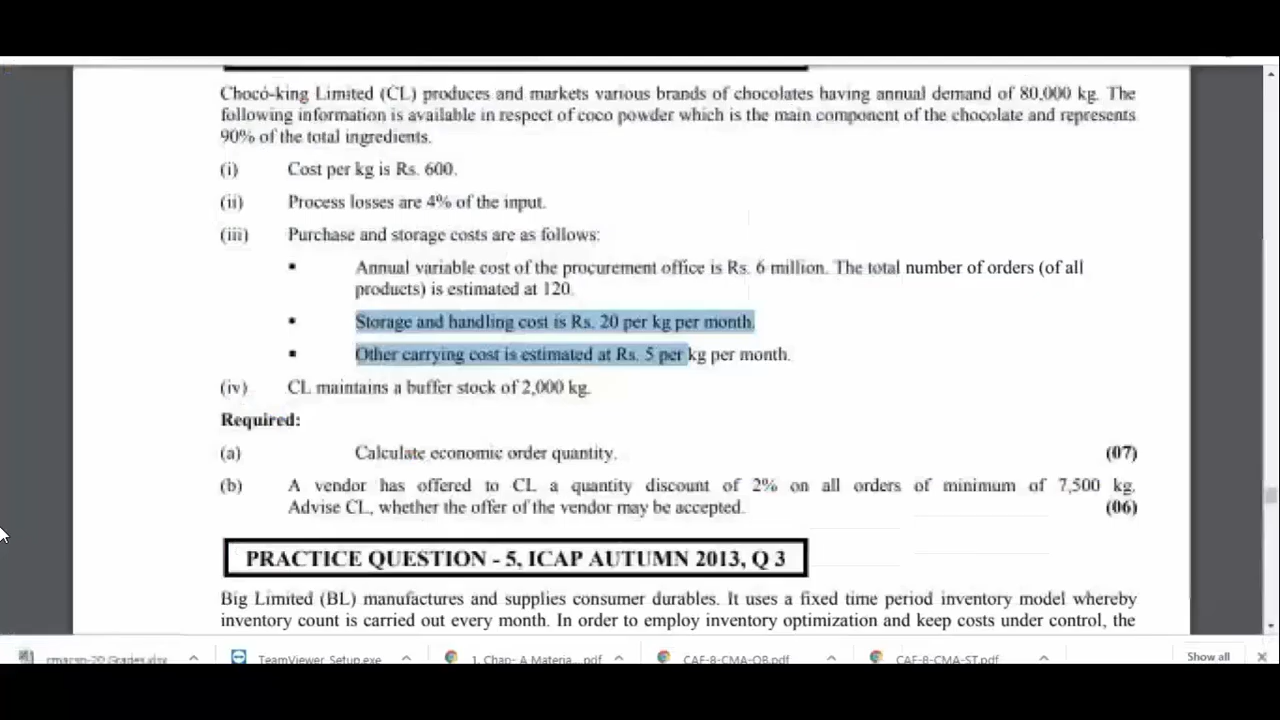 Choco-king Limited (CL) produces and markets various brands of chocolates having annual demand of 80,000 kg. The
following information is available in respect of coco powder which is the main component of the chocolate and represents
90% of the total ingredients.
(i) Cost per kg is Rs. 600.
(ii) Process losses are 4% of the input.
(iii) Purchase and storage costs are as follows:
▪ Annual variable cost of the procurement office is Rs. 6 million. The total number of orders (of all
products) is estimated at 120.
▪ Storage and handling cost is Rs. 20 per kg per month.
▪ Other carrying cost is estimated at Rs. 5 per kg per month.
(iv) CL maintains a buffer stock of 2,000 kg.
Required:
(a) Calculate economic order quantity. (07)
(b) A vendor has offered to CL a quantity discount of 2% on all orders of minimum of 7,500 kg.
Advise CL, whether the offer of the vendor may be accepted. (06)
PRACTICE QUESTION - 5, ICAP AUTUMN 2013, Q 3
Big Limited (BL) manufactures and supplies consumer durables. It uses a fixed time period inventory model whereby
inventory count is carried out every month. In order to employ inventory optimization and keep costs under control, the
TeamViewer_Setup.exe 1. Chap- A Materia....pdf CAF-8-CMA-QB.pdf CAF-8-CMA-ST.pdf Show all